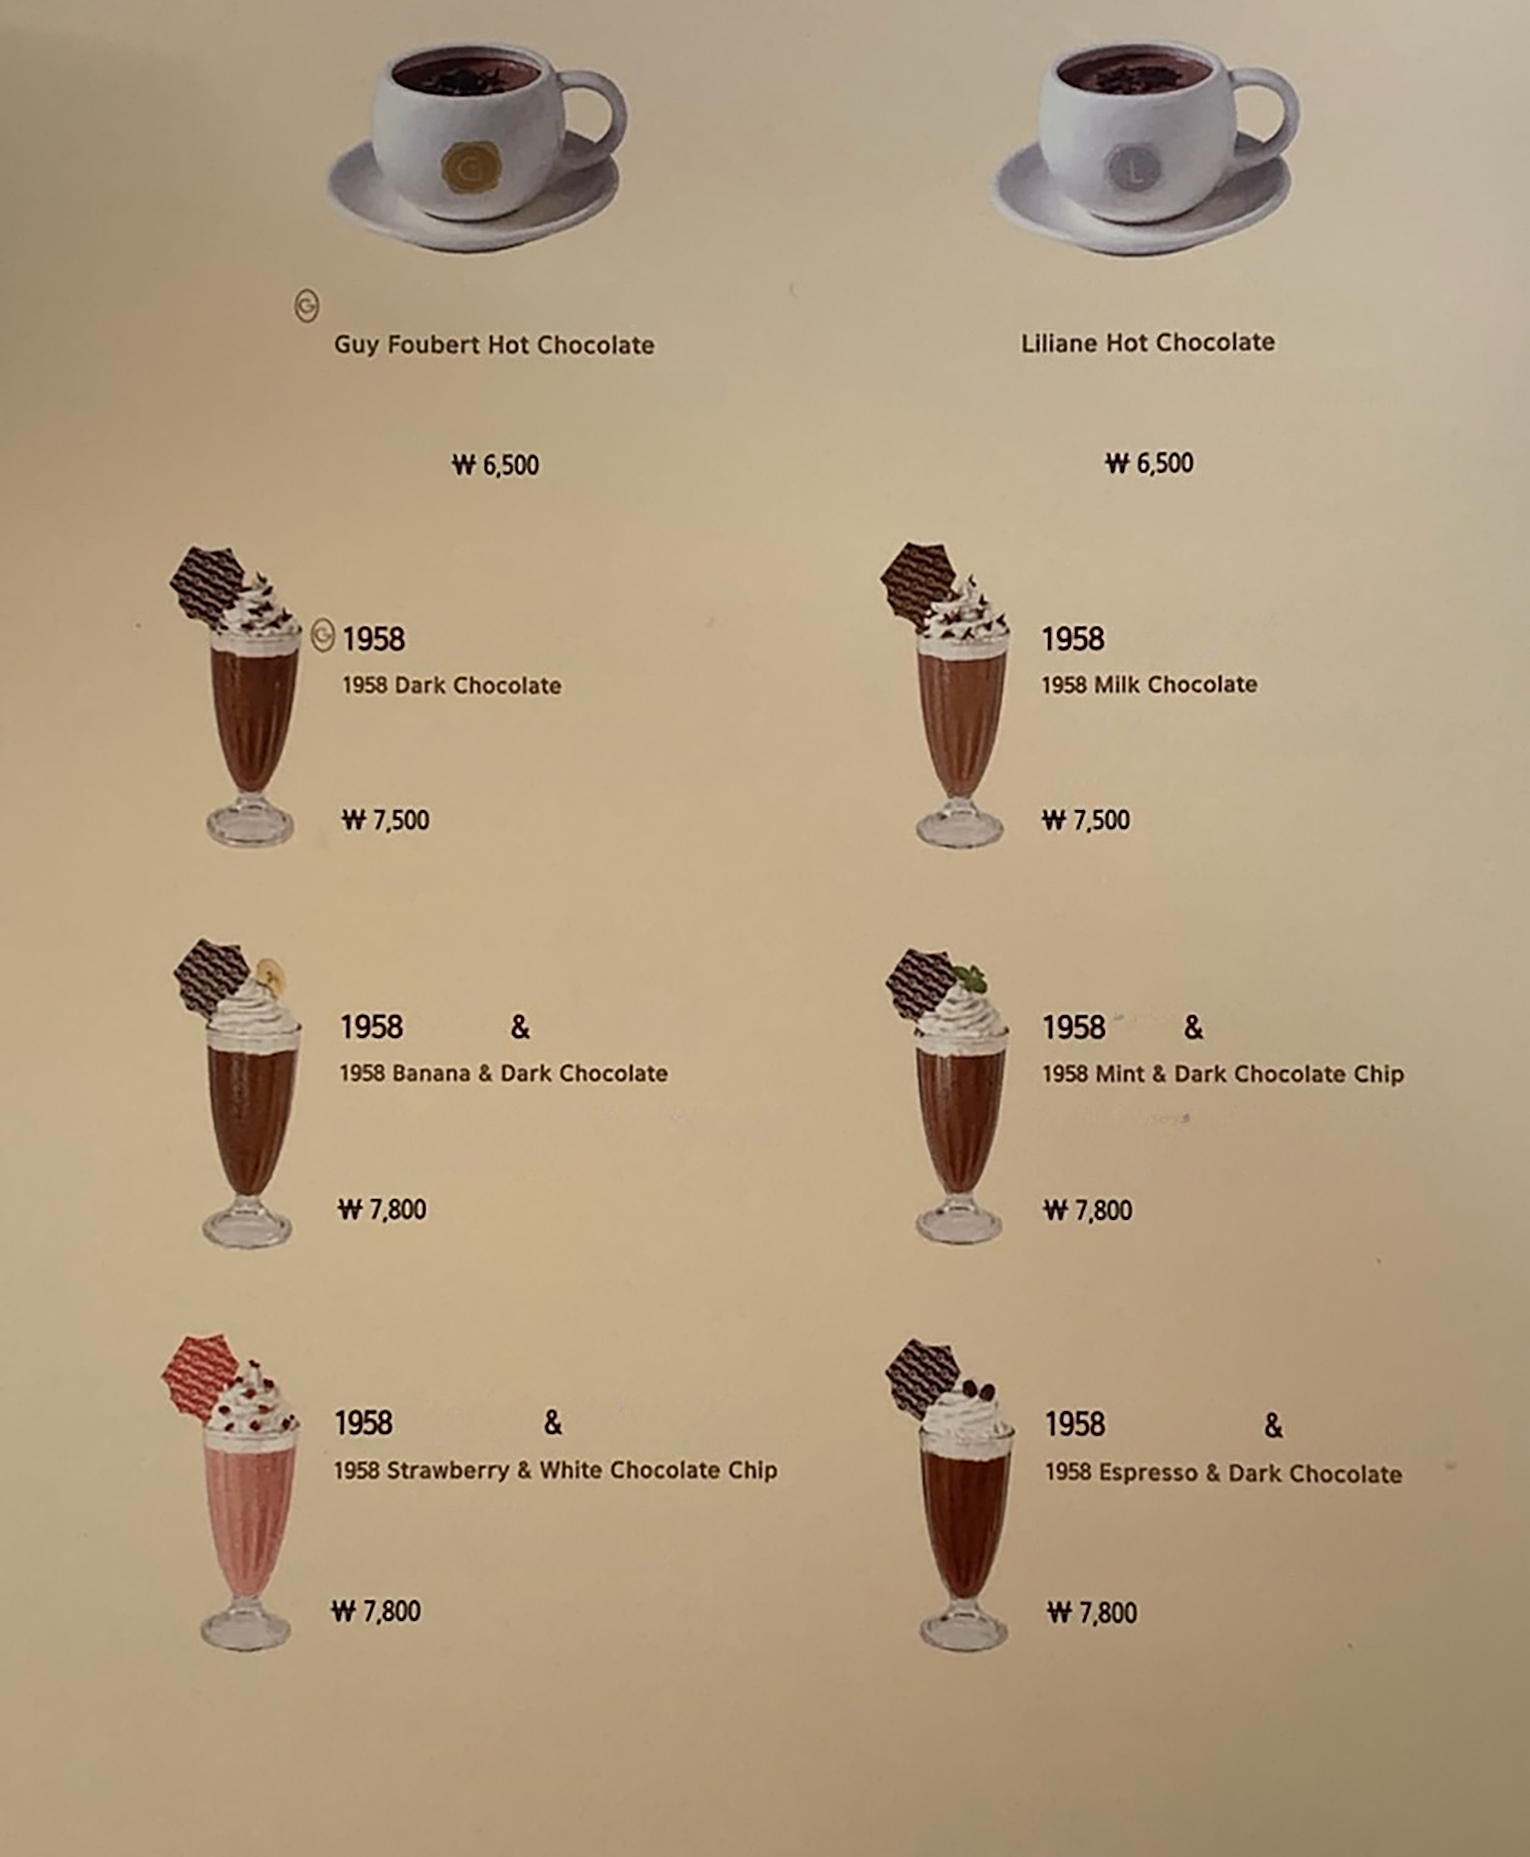 G
L
G
Guy Foubert Hot Chocolate
Liliane Hot Chocolate
₩ 6,500
₩ 6,500
G 1958
1958 Dark Chocolate
₩ 7,500
1958
1958 Milk Chocolate
₩ 7,500
1958 &
1958 Banana & Dark Chocolate
₩ 7,800
1958 &
1958 Mint & Dark Chocolate Chip
₩ 7,800
1958 &
1958 Strawberry & White Chocolate Chip
₩ 7,800
1958 &
1958 Espresso & Dark Chocolate
₩ 7,800